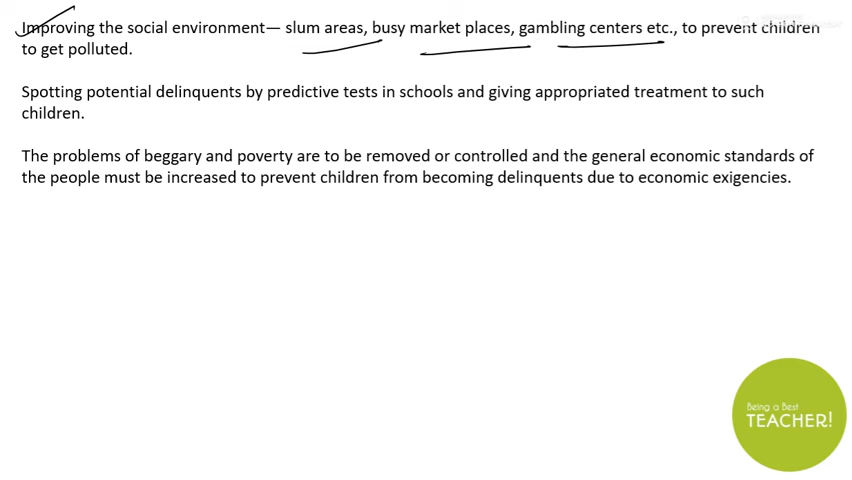 Improving the social environment— slum areas, busy market places, gambling centers etc., to prevent children
to get polluted.
Spotting potential delinquents by predictive tests in schools and giving appropriated treatment to such
children.
The problems of beggary and poverty are to be removed or controlled and the general economic standards of
the people must be increased to prevent children from becoming delinquents due to economic exigencies.
Being a Best
TEACHER!